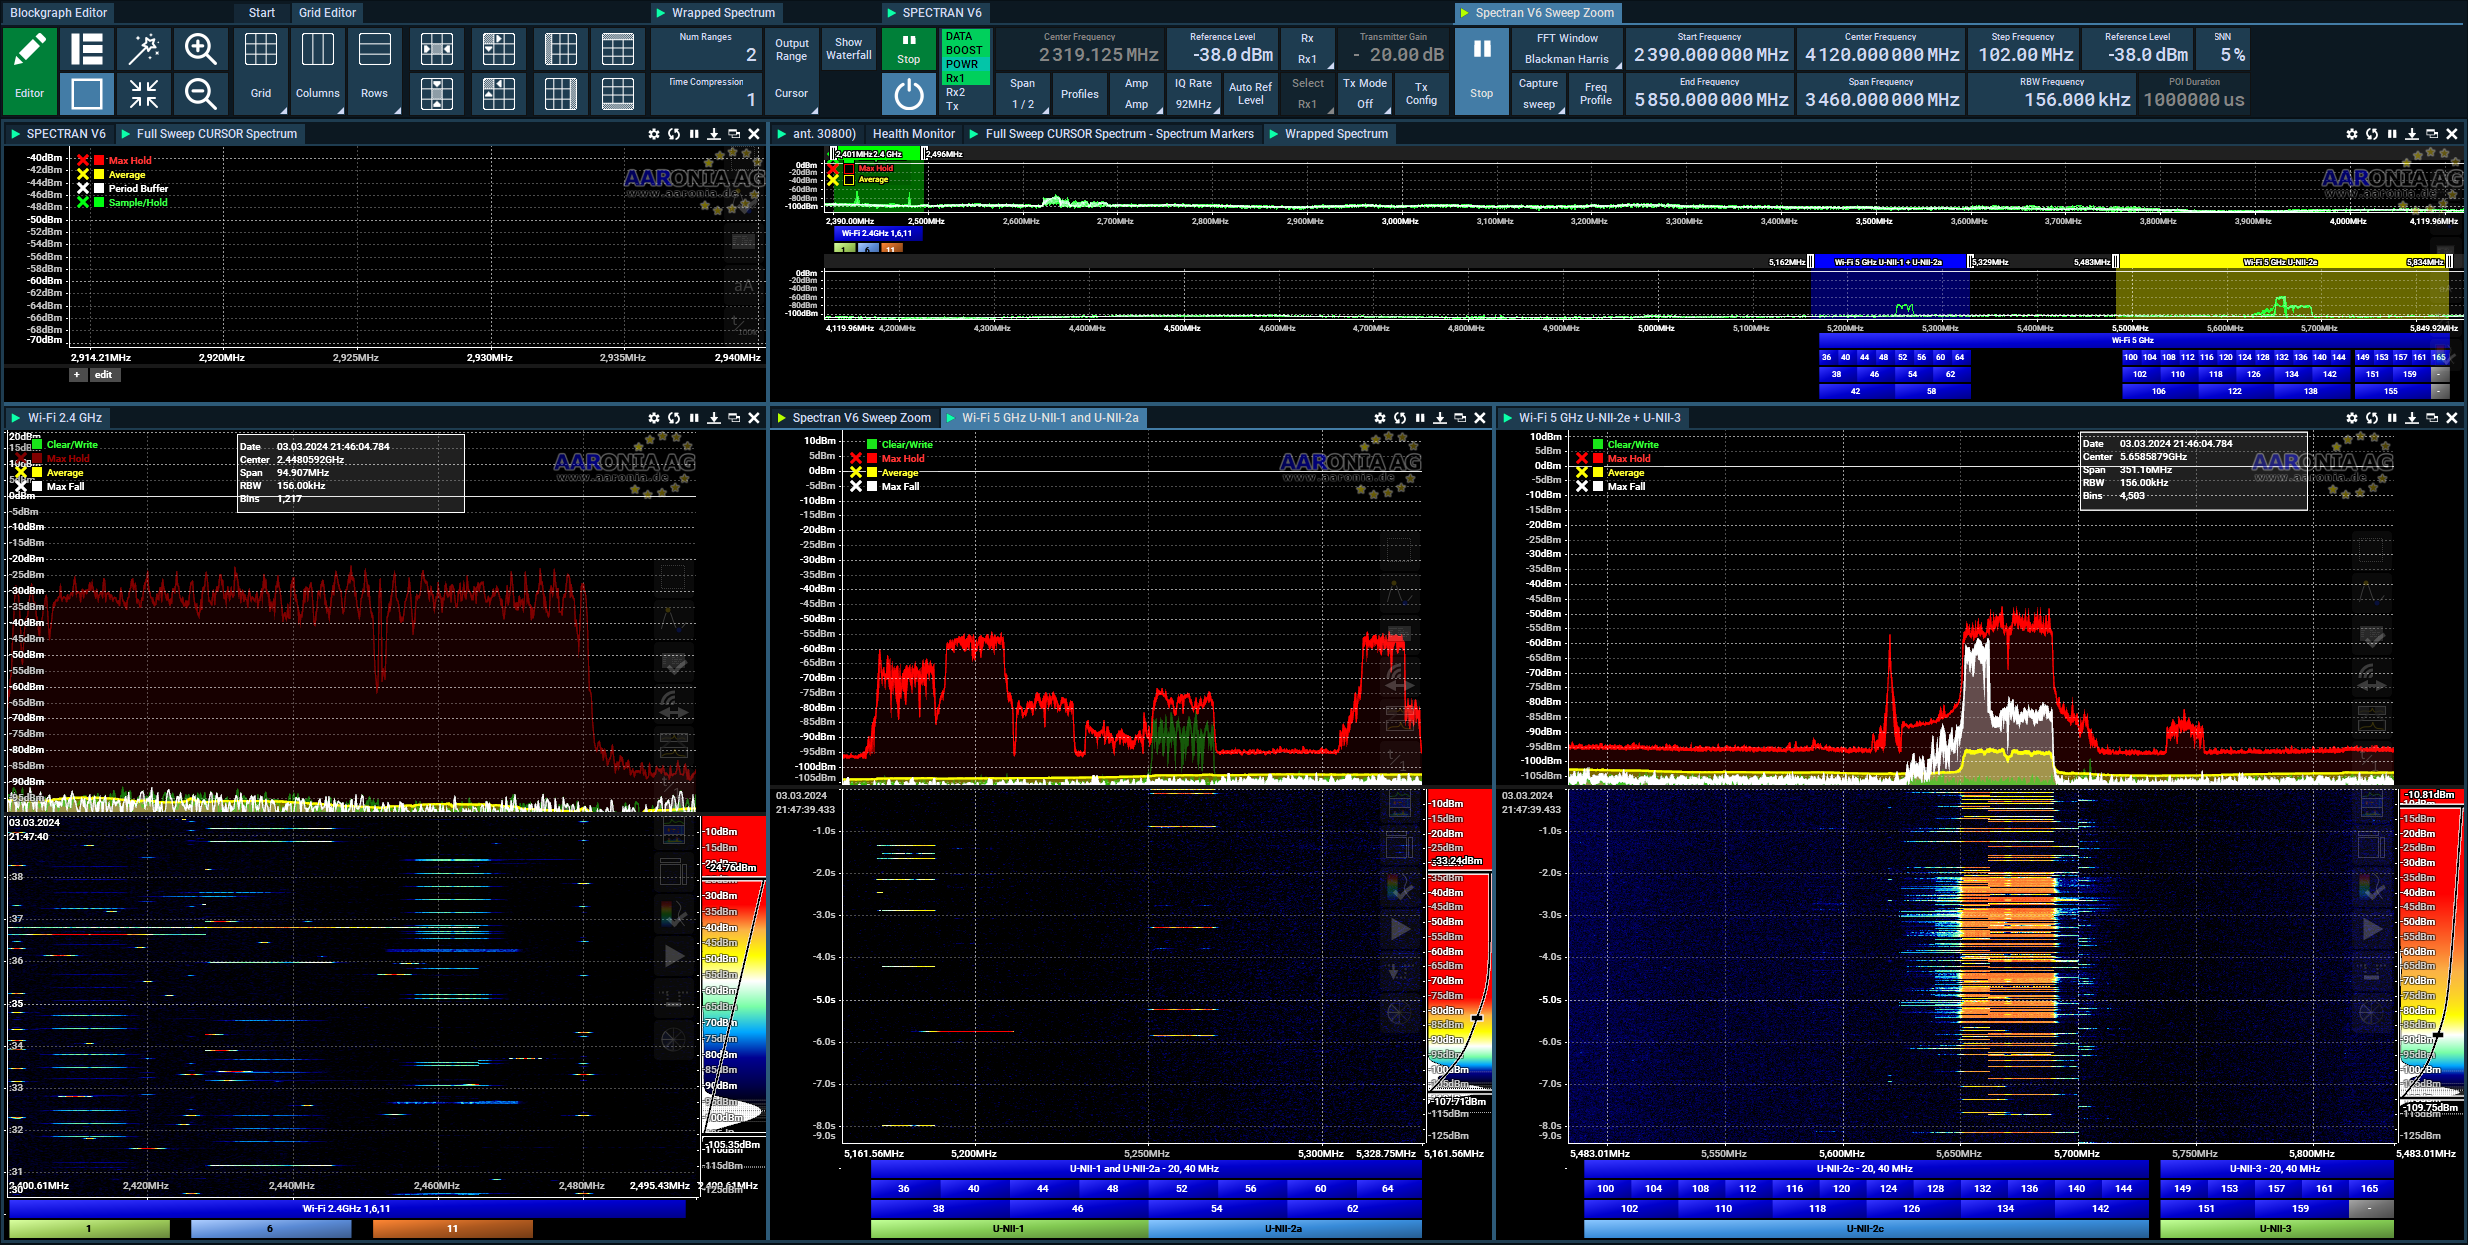 Blockgraph Editor
Start
Grid Editor
Wrapped Spectrum
SPECTRAN V6
Spectran V6 Sweep Zoom
Editor
Grid
Columns
Rows
Num Ranges
2
Time Compression
1
Output Range
Cursor
Show Waterfall
Stop
DATA
BOOST
POWR
Rx1
Rx2
Tx
Center Frequency
2 319.125 MHz
Reference Level
-38.0 dBm
Rx
Rx1
Transmitter Gain
- 20.00 dB
Span
1 / 2
Profiles
Amp
Amp
IQ Rate
92MHz
Auto Ref Level
Select
Rx1
Tx Mode
Off
Tx Config
Stop
FFT Window
Blackman Harris
Capture
sweep
Freq Profile
Start Frequency
2 390.000 000 MHz
Center Frequency
4 120.000 000 MHz
Step Frequency
102.00 MHz
Reference Level
-38.0 dBm
SNN
5 %
End Frequency
5 850.000 000 MHz
Span Frequency
3 460.000 000 MHz
RBW Frequency
156.000 kHz
POI Duration
1000000 us
SPECTRAN V6
Full Sweep CURSOR Spectrum
Max Hold
Average
Period Buffer
Sample/Hold
AARONIA AG
www.aaronia.de
-40dBm
-42dBm
-44dBm
-46dBm
-48dBm
-50dBm
-52dBm
-54dBm
-56dBm
-58dBm
-60dBm
-62dBm
-64dBm
-66dBm
-68dBm
-70dBm
2,914.21MHz
2,920MHz
2,925MHz
2,930MHz
2,935MHz
2,940MHz
+
edit
ant. 30800)
Health Monitor
Full Sweep CURSOR Spectrum - Spectrum Markers
Wrapped Spectrum
2,401MHz
2.4 GHz
2,496MHz
Max Hold
Average
AARONIA AG
0dBm
-20dBm
-40dBm
-60dBm
-80dBm
-100dBm
2,390.00MHz
2,500MHz
2,600MHz
2,700MHz
2,800MHz
2,900MHz
3,000MHz
3,100MHz
3,200MHz
3,300MHz
3,400MHz
3,500MHz
3,600MHz
3,700MHz
3,800MHz
3,900MHz
4,000MHz
4,119.96MHz
Wi-Fi 2.4GHz 1,6,11
1
6
11
5,162MHz
Wi-Fi 5 GHz U-NII-1 + U-NII-2a
5,329MHz
5,483MHz
Wi-Fi 5 GHz U-NII-2e
5,834MHz
0dBm
-20dBm
-40dBm
-60dBm
-80dBm
-100dBm
4,119.96MHz
4,200MHz
4,300MHz
4,400MHz
4,500MHz
4,600MHz
4,700MHz
4,800MHz
4,900MHz
5,000MHz
5,100MHz
5,200MHz
5,300MHz
5,400MHz
5,500MHz
5,600MHz
5,700MHz
5,849.92MHz
Wi-Fi 5 GHz
36 40 44 48 52 56 60 64
100 104 108 112 116 120 124 128 132 136 140 144
149 153 157 161 165
38 46 54 62
102 110 118 126 134 142
151 159 -
42 58
106 122 138
155 -
Wi-Fi 2.4 GHz
Clear/Write
Max Hold
Average
Max Fall
Date 03.03.2024 21:46:04.784
Center 2.4480592GHz
Span 94.907MHz
RBW 156.00kHz
Bins 1,217
AARONIA AG
www.aaronia.de
20dBm
0dBm
-5dBm
-10dBm
-15dBm
-20dBm
-25dBm
-30dBm
-35dBm
-40dBm
-45dBm
-50dBm
-55dBm
-60dBm
-65dBm
-70dBm
-75dBm
-80dBm
-85dBm
-90dBm
-95dBm
03.03.2024
21:47:40
:38
:37
:36
:35
:34
:33
:32
:31
:30
-10dBm
-15dBm
-24.76dBm
-30dBm
-35dBm
-40dBm
-45dBm
-50dBm
-55dBm
-60dBm
-65dBm
-70dBm
-75dBm
-80dBm
-85dBm
-90dBm
-95dBm
-100dBm
-105.35dBm
-110dBm
-115dBm
-125dBm
2,400.61MHz
2,420MHz
2,440MHz
2,460MHz
2,480MHz
2,495.43MHz
2,400.61MHz
Wi-Fi 2.4GHz 1,6,11
1
6
11
Spectran V6 Sweep Zoom
Wi-Fi 5 GHz U-NII-1 and U-NII-2a
Clear/Write
Max Hold
Average
Max Fall
AARONIA AG
www.aaronia.de
10dBm
5dBm
0dBm
-5dBm
-10dBm
-15dBm
-20dBm
-25dBm
-30dBm
-35dBm
-40dBm
-45dBm
-50dBm
-55dBm
-60dBm
-65dBm
-70dBm
-75dBm
-80dBm
-85dBm
-90dBm
-95dBm
-100dBm
-105dBm
03.03.2024
21:47:39.433
-1.0s
-2.0s
-3.0s
-4.0s
-5.0s
-6.0s
-7.0s
-8.0s
-9.0s
-10dBm
-15dBm
-20dBm
-25dBm
-33.24dBm
-35dBm
-40dBm
-45dBm
-50dBm
-55dBm
-60dBm
-65dBm
-70dBm
-75dBm
-80dBm
-85dBm
-90dBm
-95dBm
-100dBm
-105dBm
-107.71dBm
-115dBm
-125dBm
5,161.56MHz
5,200MHz
5,250MHz
5,300MHz
5,328.75MHz
5,161.56MHz
U-NII-1 and U-NII-2a - 20, 40 MHz
36 40 44 48 52 56 60 64
38 46 54 62
U-NII-1
U-NII-2a
Wi-Fi 5 GHz U-NII-2e + U-NII-3
Clear/Write
Max Hold
Average
Max Fall
Date 03.03.2024 21:46:04.784
Center 5.6585879GHz
Span 351.16MHz
RBW 156.00kHz
Bins 4,503
AARONIA AG
www.aaronia.de
10dBm
5dBm
0dBm
-5dBm
-10dBm
-15dBm
-20dBm
-25dBm
-30dBm
-35dBm
-40dBm
-45dBm
-50dBm
-55dBm
-60dBm
-65dBm
-70dBm
-75dBm
-80dBm
-85dBm
-90dBm
-95dBm
-100dBm
-105dBm
03.03.2024
21:47:39.433
-1.0s
-2.0s
-3.0s
-4.0s
-5.0s
-6.0s
-7.0s
-8.0s
-9.0s
-10.81dBm
-15dBm
-20dBm
-25dBm
-30dBm
-35dBm
-40dBm
-45dBm
-50dBm
-55dBm
-60dBm
-65dBm
-70dBm
-75dBm
-80dBm
-85dBm
-90dBm
-95dBm
-100dBm
-105dBm
-109.75dBm
-115dBm
-125dBm
5,483.01MHz
5,550MHz
5,600MHz
5,650MHz
5,700MHz
5,750MHz
5,800MHz
5,483.01MHz
U-NII-2c - 20, 40 MHz
U-NII-3 - 20, 40 MHz
100 104 108 112 116 120 124 128 132 136 140 144
149 153 157 161 165
102 110 118 126 134 142
151 159 -
U-NII-2c
U-NII-3